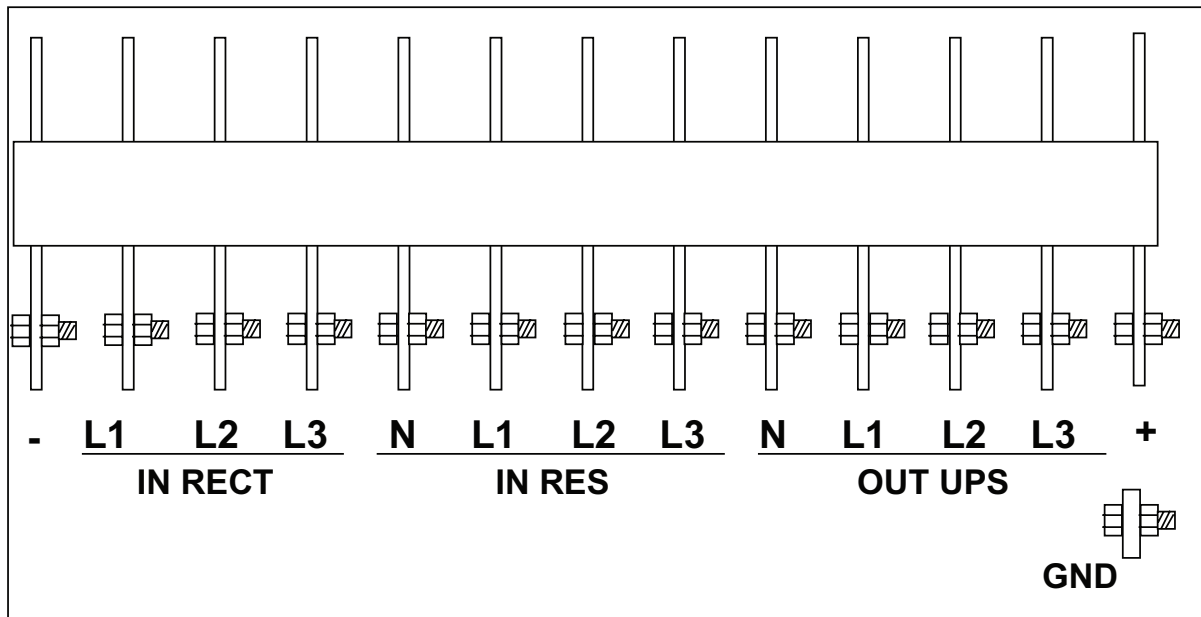 - L1 L2 L3 N L1 L2 L3 N L1 L2 L3 +
IN RECT IN RES OUT UPS
GND